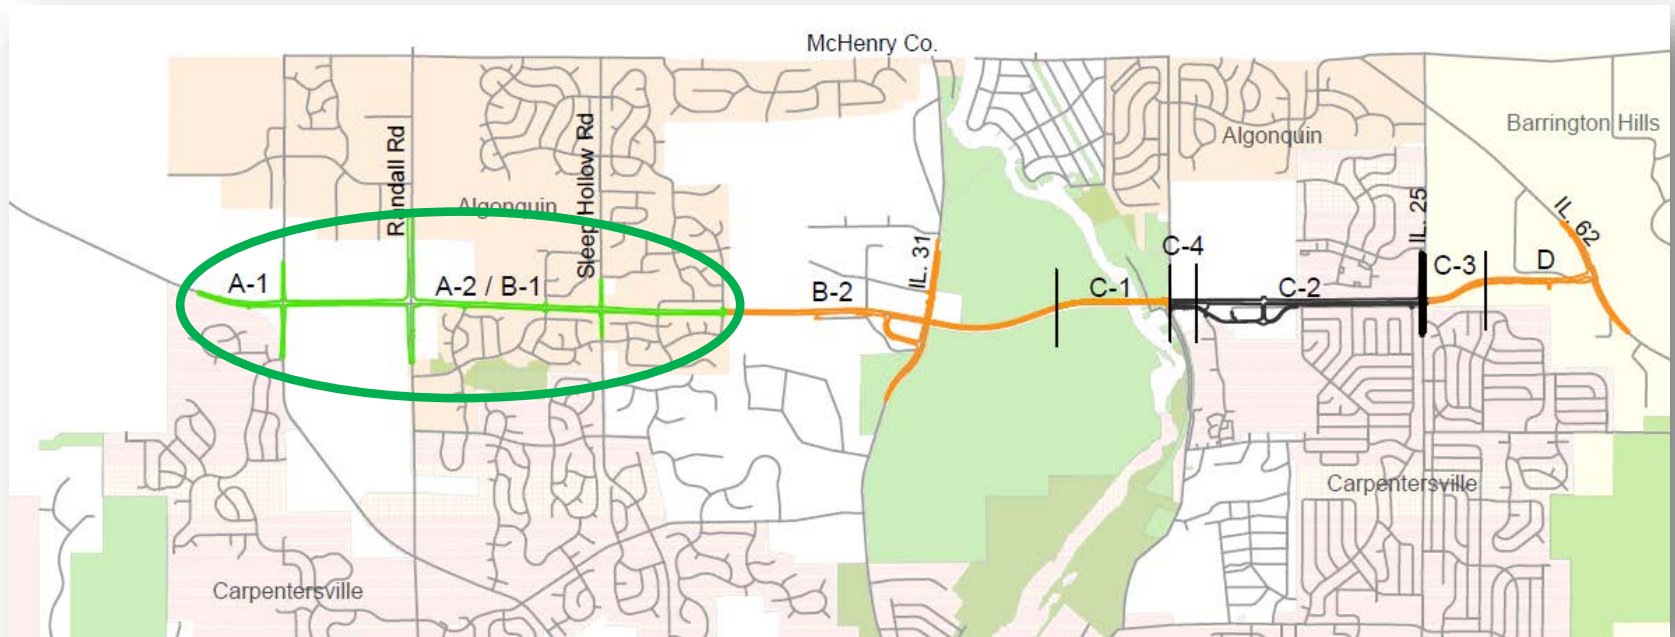 McHenry Co.
Randall Rd
Sleepy Hollow Rd
Algonquin
Algonquin
Barrington Hills
IL. 25
IL. 62
IL. 31
A-1
A-2 / B-1
B-2
C-1
C-4
C-2
C-3
D
Carpentersville
Carpentersville